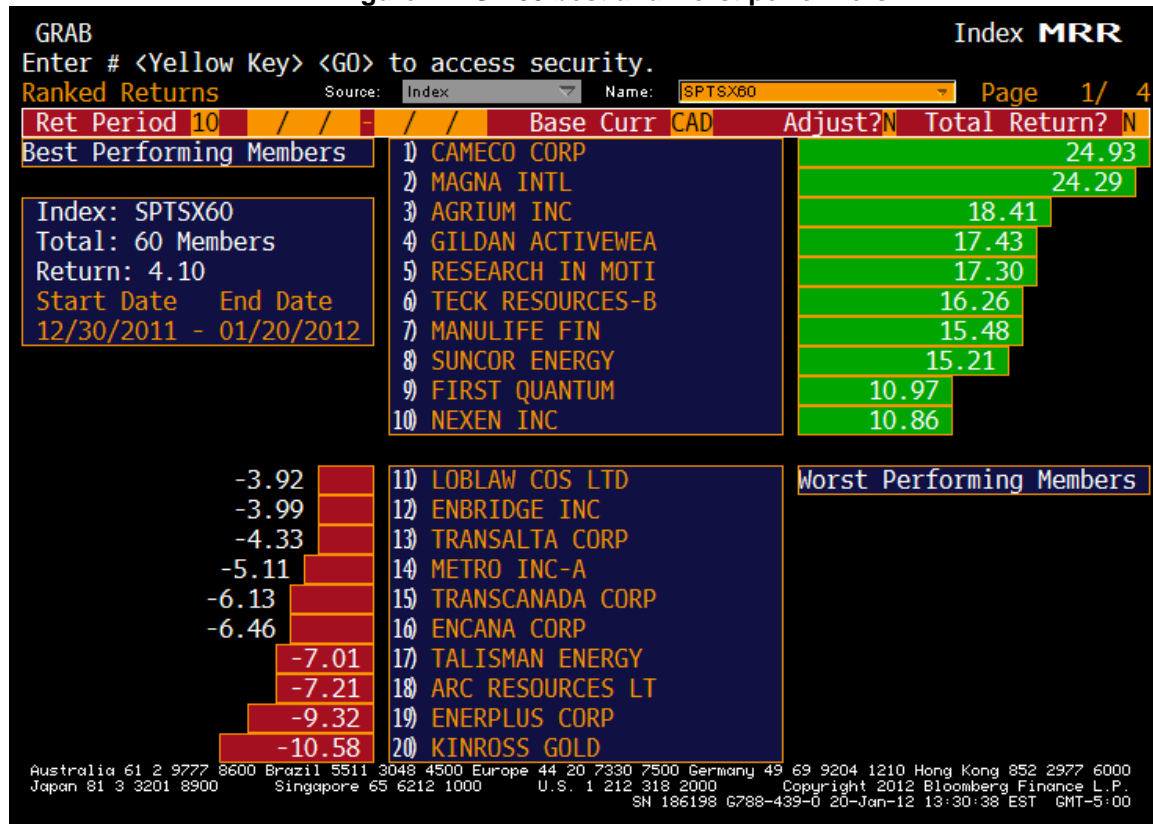 GRAB Index MRR
Enter # <Yellow Key> <GO> to access security.
Ranked Returns Source: Index Name: SPTSX60 Page 1/ 4
Ret Period 10 / / - / / Base Curr CAD Adjust?N Total Return? N
Best Performing Members
Index: SPTSX60
Total: 60 Members
Return: 4.10
Start Date End Date
12/30/2011 - 01/20/2012
1) CAMECO CORP 24.93
2) MAGNA INTL 24.29
3) AGRIUM INC 18.41
4) GILDAN ACTIVEWEA 17.43
5) RESEARCH IN MOTI 17.30
6) TECK RESOURCES-B 16.26
7) MANULIFE FIN 15.48
8) SUNCOR ENERGY 15.21
9) FIRST QUANTUM 10.97
10) NEXEN INC 10.86
Worst Performing Members
-3.92 11) LOBLAW COS LTD
-3.99 12) ENBRIDGE INC
-4.33 13) TRANSALTA CORP
-5.11 14) METRO INC-A
-6.13 15) TRANSCANADA CORP
-6.46 16) ENCANA CORP
-7.01 17) TALISMAN ENERGY
-7.21 18) ARC RESOURCES LT
-9.32 19) ENERPLUS CORP
-10.58 20) KINROSS GOLD
Australia 61 2 9777 8600 Brazil 5511 3048 4500 Europe 44 20 7330 7500 Germany 49 69 9204 1210 Hong Kong 852 2977 6000
Japan 81 3 3201 8900 Singapore 65 6212 1000 U.S. 1 212 318 2000 Copyright 2012 Bloomberg Finance L.P.
SN 186198 G788-439-0 20-Jan-12 13:30:38 EST GMT-5:00